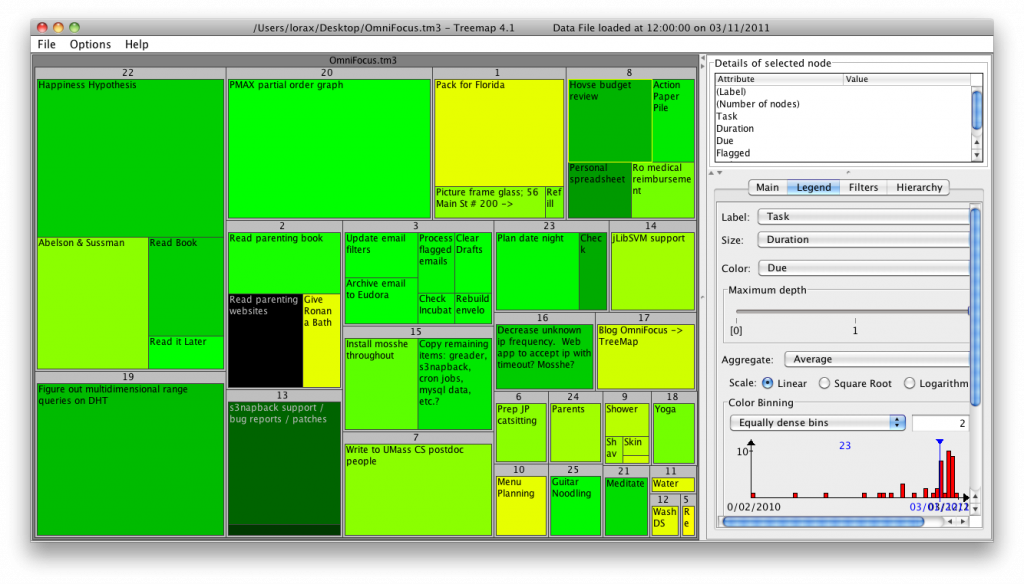 /Users/lorax/Desktop/OmniFocus.tm3 - Treemap 4.1 Data File loaded at 12:00:00 on 03/11/2011
File Options Help
OmniFocus.tm3
22
Happiness Hypothesis
Abelson & Sussman
Read Book
Read It Later
19
Figure out multidimensional range
queries on DHT
20
PMAX partial order graph
1
Pack for Florida
Picture frame glass; 56
Main St # 200 ->
Ref
ill
8
Hovse budget
review
Action
Paper
Pile
Personal
spreadsheet
Ro medical
reimburseme
nt
2
Read parenting book
Read parenting
websites
Give
Ronan
a Bath
13
s3napback support /
bug reports / patches
3
Update email
filters
Process
flagged
emails
Clear
Drafts
Archive email
to Eudora
Check
Incubat
Rebuild
envelo
15
Install mosshe
throughout
Copy remaining
items: greader,
s3napback,
cron jobs,
mysql data,
etc.?
7
Write to UMass CS postdoc
people
23
Plan date night
Chec
k
14
jLibSVM support
16
Decrease unknown
ip frequency. Web
app to accept ip with
timeout? Mosshe?
17
Blog OmniFocus ->
TreeMap
6
Prep JP
catsitting
24
Parents
9
Shower
Sh
av
Skin
18
Yoga
10
Menu
Planning
25
Guitar
Noodling
21
Meditate
11
Water
12
Wash
DS
5
Re
Details of selected node
Attribute Value
(Label)
(Number of nodes)
Task
Duration
Due
Flagged
Main Legend Filters Hierarchy
Label: Task
Size: Duration
Color: Due
Maximum depth
[0] 1
Aggregate: Average
Scale: Linear Square Root Logarithm
Color Binning
Equally dense bins 2
23
10
0/02/2010